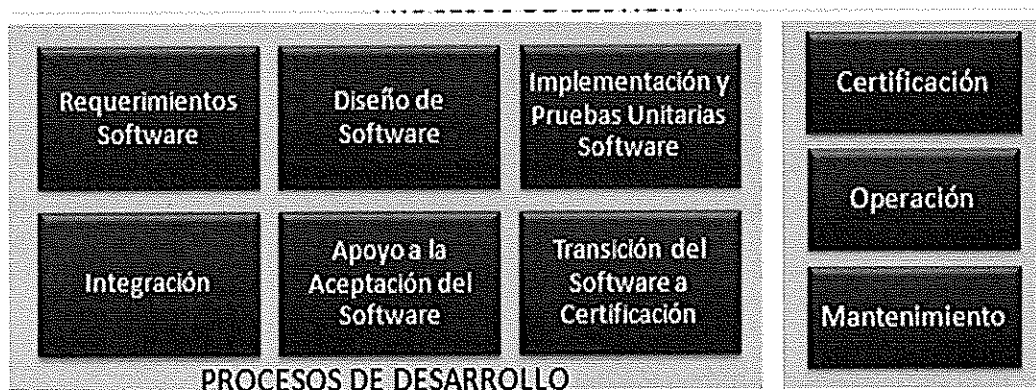 Requerimientos
Software
Diseño de
Software
Implementación y
Pruebas Unitarias
Software
Integración
Apoyo a la
Aceptación del
Software
Transición del
Software a
Certificación
PROCESOS DE DESARROLLO
Certificación
Operación
Mantenimiento